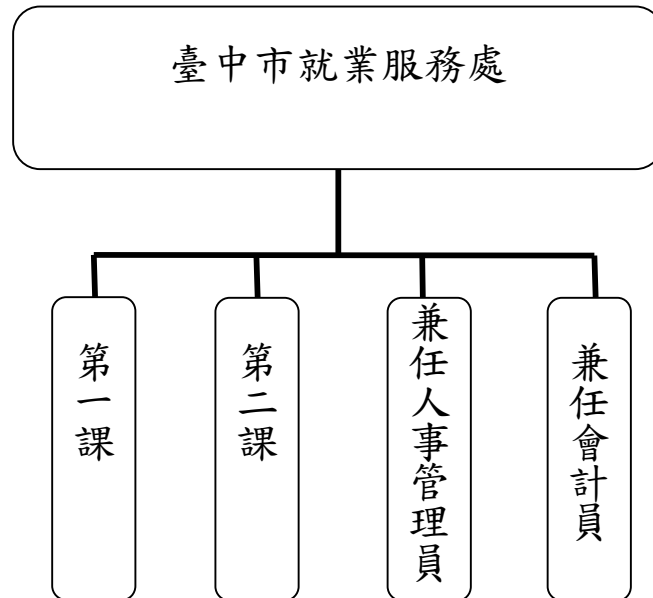 臺中市就業服務處
第一課
第二課
兼任人事管理員
兼任會計員